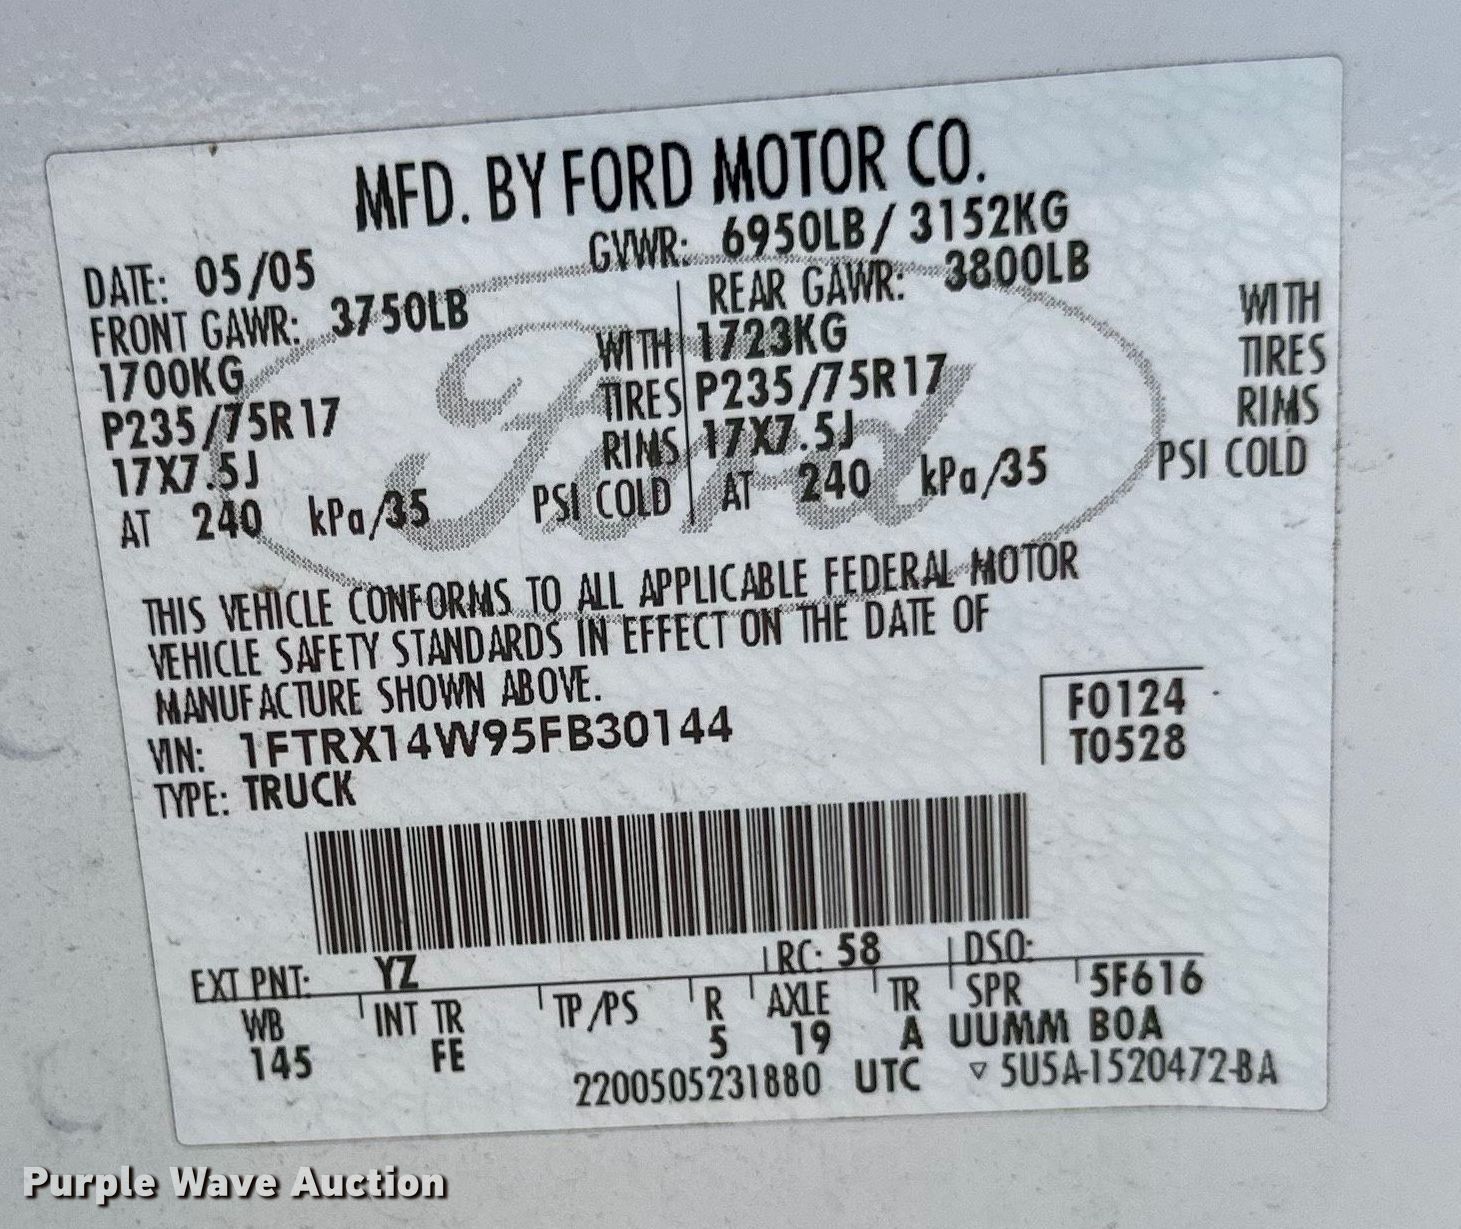 MFD. BY FORD MOTOR CO.
DATE: 05/05 GVWR: 6950LB / 3152KG
FRONT GAWR: 3750LB REAR GAWR: 3800LB
1700KG WITH 1723KG WITH
P235/75R17 TIRES P235/75R17 TIRES
17X7.5J RIMS 17X7.5J RIMS
AT 240 kPa/35 PSI COLD AT 240 kPa/35 PSI COLD
Ford
THIS VEHICLE CONFORMS TO ALL APPLICABLE FEDERAL MOTOR
VEHICLE SAFETY STANDARDS IN EFFECT ON THE DATE OF
MANUFACTURE SHOWN ABOVE.
VIN: 1FTRX14W95FB30144 F0124
TYPE: TRUCK T0528
EXT PNT: YZ RC: 58 DSO:
WB INT TR TP/PS R AXLE TR SPR 5F616
145 FE 5 19 A UUMM BOA
2200505231880 UTC ▽ 5U5A-1520472-BA
Purple Wave Auction